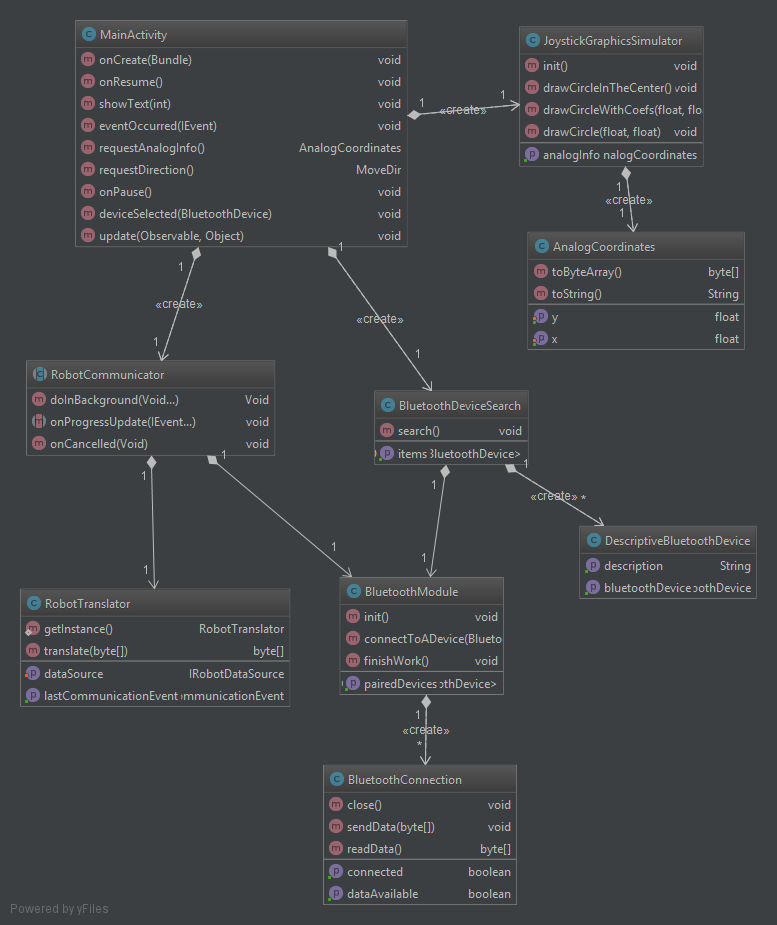 MainActivity
onCreate(Bundle) void
onResume() void
showText(int) void
eventOccurred(IEvent) void
requestAnalogInfo() AnalogCoordinates
requestDirection() MoveDir
onPause() void
deviceSelected(BluetoothDevice) void
update(Observable, Object) void
JoystickGraphicsSimulator
init() void
drawCircleInTheCenter() void
drawCircleWithCoefs(float, floa
drawCircle(float, float) void
analogInfo nalogCoordinates
1 «create» 1
1
«create»
1
AnalogCoordinates
toByteArray() byte[]
toString() String
y float
x float
1
«create»
1
1
«create»
1
RobotCommunicator
doInBackground(Void...) Void
onProgressUpdate(IEvent...) void
onCancelled(Void) void
BluetoothDeviceSearch
search() void
items BluetoothDevice>
1
1
1
1
1
1
1
«create» *
DescriptiveBluetoothDevice
description String
bluetoothDevice othDevice
RobotTranslator
getInstance() RobotTranslator
translate(byte[]) byte[]
dataSource IRobotDataSource
lastCommunicationEvent mmunicationEvent
BluetoothModule
init() void
connectToADevice(Blueto
finishWork() void
pairedDevices othDevice>
1
«create»
*
BluetoothConnection
close() void
sendData(byte[]) void
readData() byte[]
connected boolean
dataAvailable boolean
Powered by yFiles